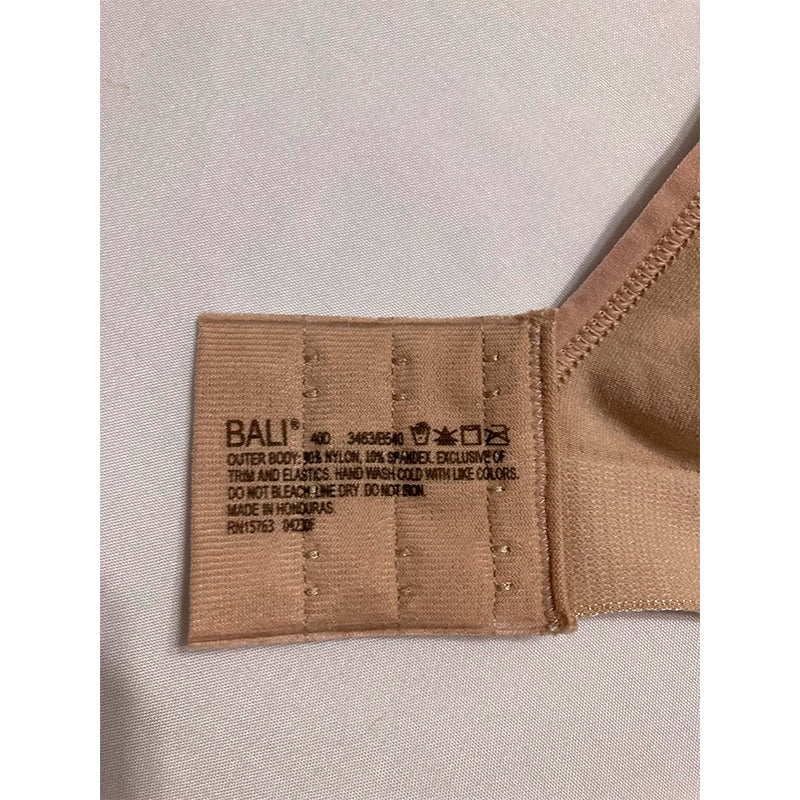 BALI® 40D 3463/B540
OUTER BODY: 90% NYLON, 10% SPANDEX. EXCLUSIVE OF
TRIM AND ELASTICS. HAND WASH COLD WITH LIKE COLORS.
DO NOT BLEACH. LINE DRY. DO NOT IRON.
MADE IN HONDURAS
RN15763